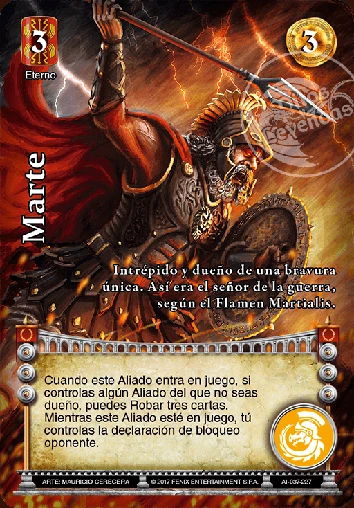 3
3
Eterno
Mitos
Leyendas
Marte
Intrépido y dueño de una bravura
única. Así era el señor de la guerra,
según el Flamen Martialis.
Cuando este Aliado entra en juego, si
controlas algún Aliado del que no seas
dueño, puedes Robar tres cartas.
Mientras este Aliado esté en juego, tú
controlas la declaración de bloqueo
oponente.
ARTE: MAURICIO CERECERA
© 2017 FENIX ENTERTAINMENT S.P.A.